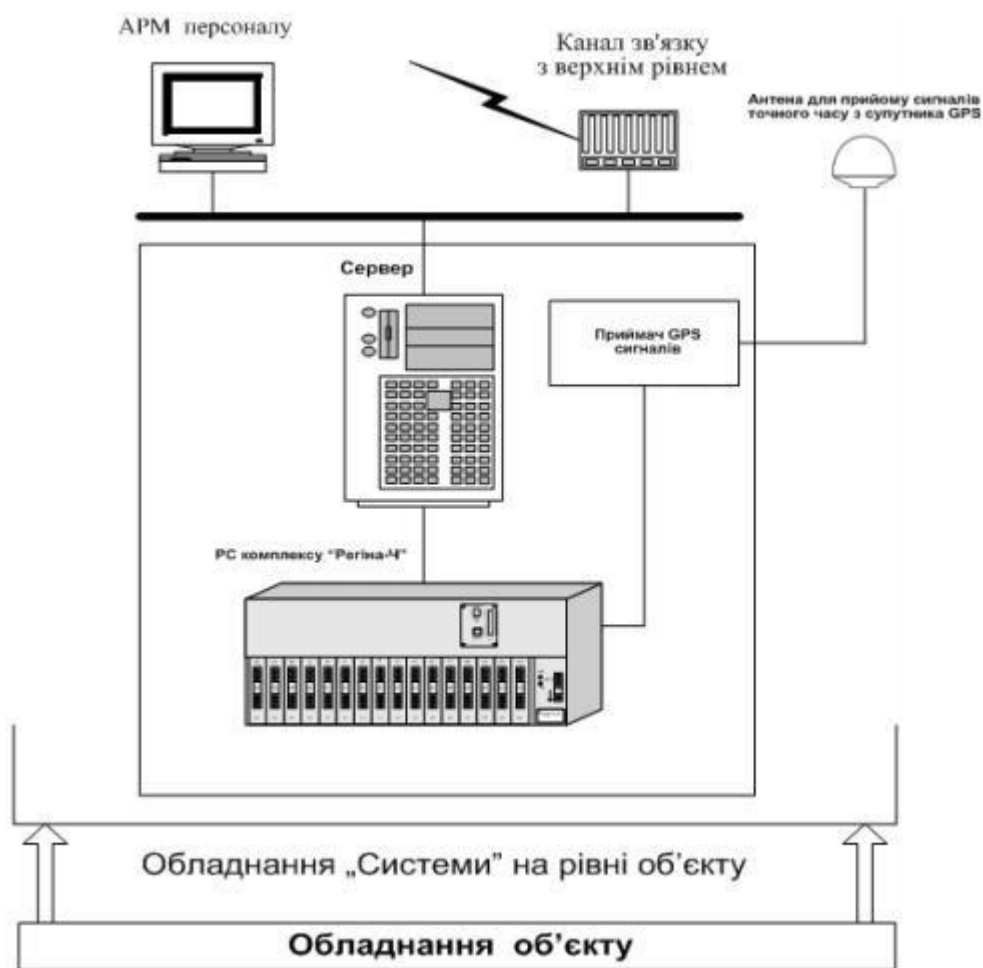 АРМ персоналу
Канал зв'язку
з верхнім рівнем
Антена для прийому сигналів
точного часу з супутника GPS
Сервер
Приймач GPS
сигналів
РС комплексу “Регіна-Ч”
Обладнання „Системи” на рівні об’єкту
Обладнання об’єкту